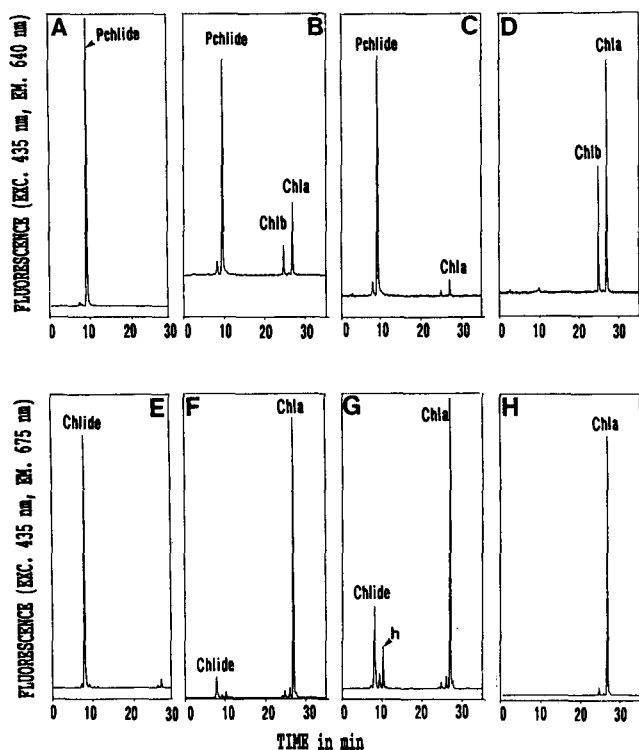 FLUORESCENCE (EXC. 435 nm, EM. 640 nm)
A
Pchlide
0 10 20 30
B
Pchlide
Chlb
Chla
0 10 20 30
C
Pchlide
Chla
0 10 20 30
D
Chla
Chlb
0 10 20 30
FLUORESCENCE (EXC. 435 nm, EM. 675 nm)
E
Chlide
0 10 20 30
F
Chla
Chlide
0 10 20 30
G
Chla
Chlide
h
0 10 20 30
H
Chla
0 10 20 30
TIME in min